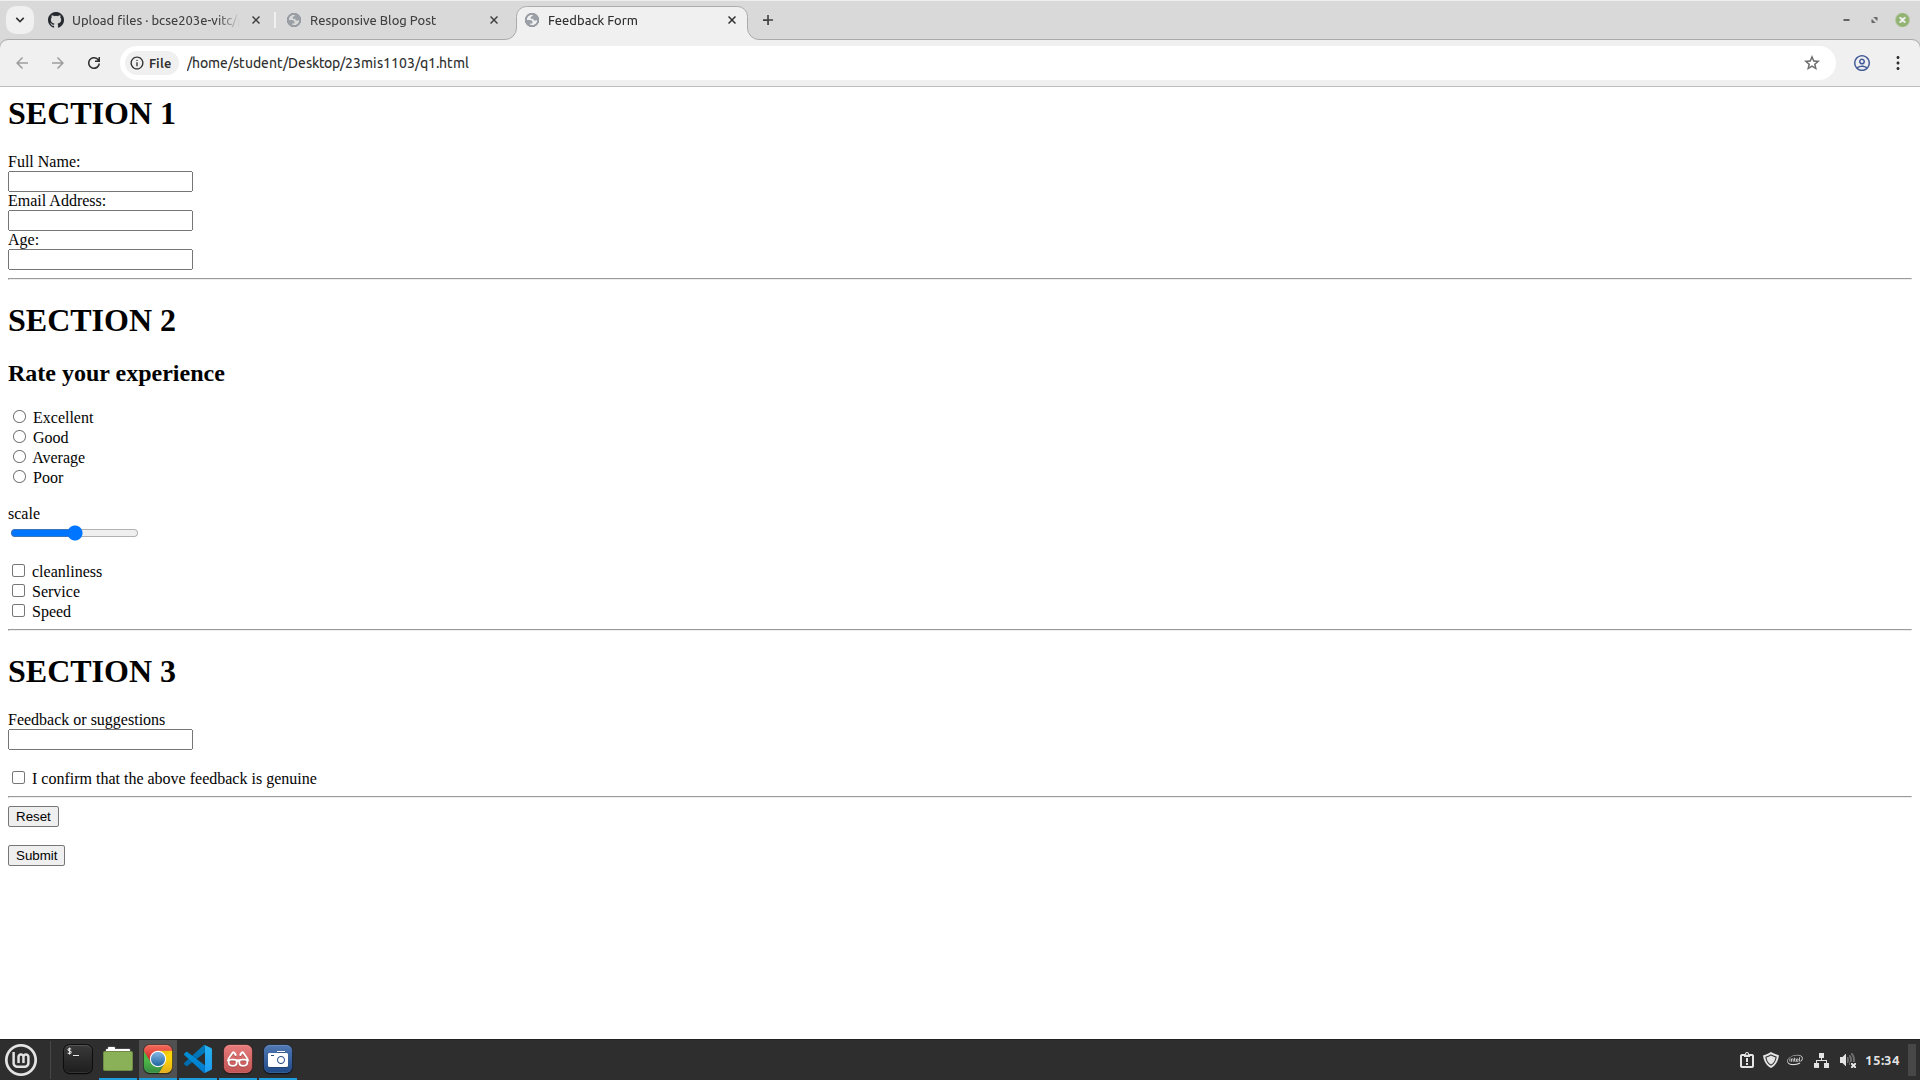 Upload files · bcse203e-vitc/
Responsive Blog Post
Feedback Form
File /home/student/Desktop/23mis1103/q1.html
SECTION 1
Full Name:
Email Address:
Age:
SECTION 2
Rate your experience
Excellent
Good
Average
Poor
scale
cleanliness
Service
Speed
SECTION 3
Feedback or suggestions
I confirm that the above feedback is genuine
Reset
Submit
$_
lm
intel
15:34